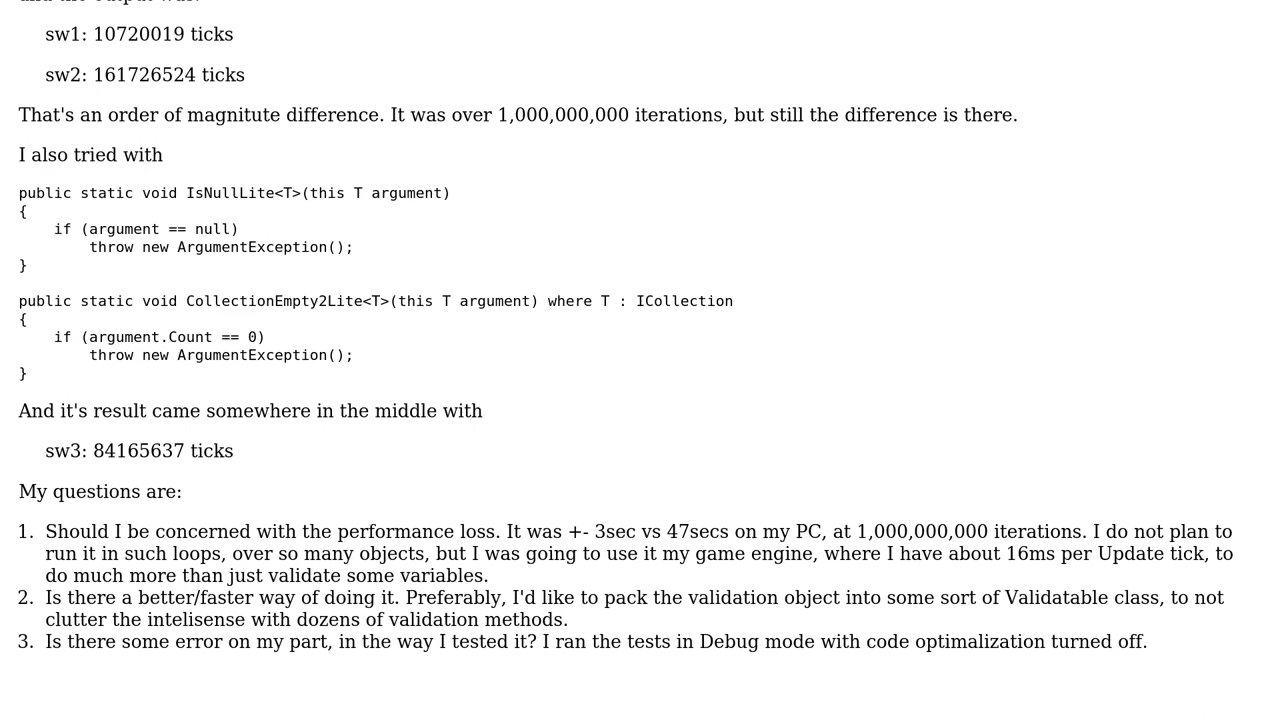 sw1: 10720019 ticks
sw2: 161726524 ticks
That's an order of magnitute difference. It was over 1,000,000,000 iterations, but still the difference is there.
I also tried with
public static void IsNullLite<T>(this T argument)
{
    if (argument == null)
        throw new ArgumentException();
}
public static void CollectionEmpty2Lite<T>(this T argument) where T : ICollection
{
    if (argument.Count == 0)
        throw new ArgumentException();
}
And it's result came somewhere in the middle with
sw3: 84165637 ticks
My questions are:
1. Should I be concerned with the performance loss. It was +- 3sec vs 47secs on my PC, at 1,000,000,000 iterations. I do not plan to
run it in such loops, over so many objects, but I was going to use it my game engine, where I have about 16ms per Update tick, to
do much more than just validate some variables.
2. Is there a better/faster way of doing it. Preferably, I'd like to pack the validation object into some sort of Validatable class, to not
clutter the intelisense with dozens of validation methods.
3. Is there some error on my part, in the way I tested it? I ran the tests in Debug mode with code optimalization turned off.